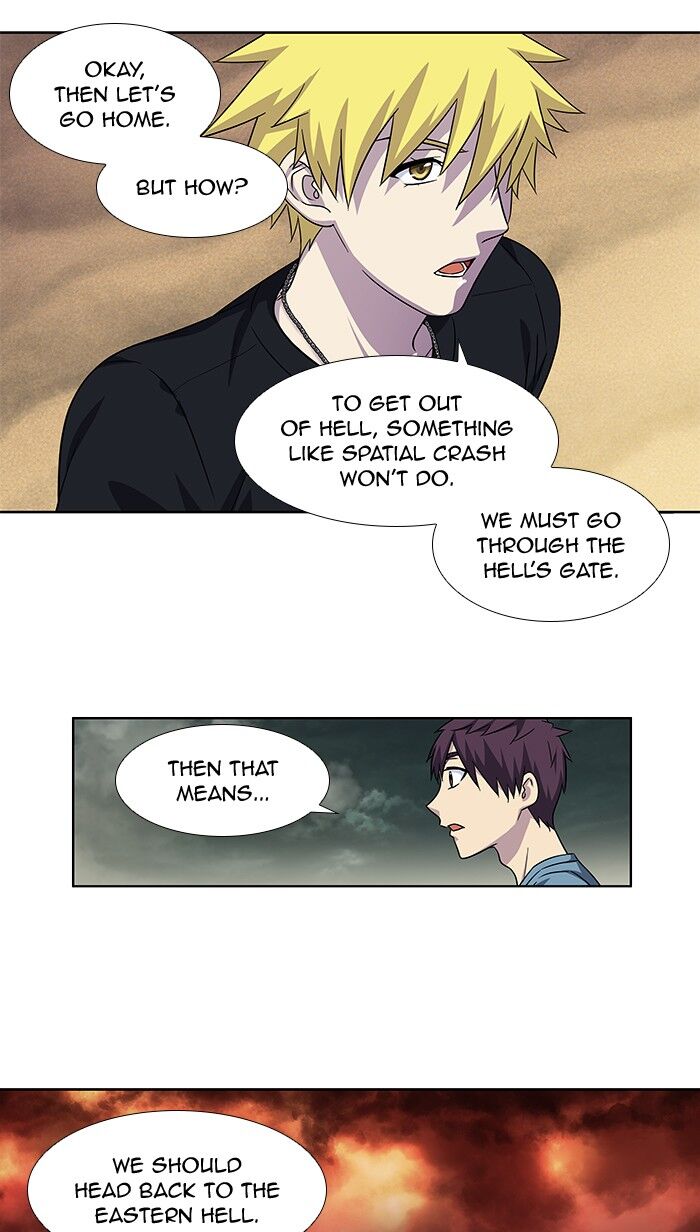 OKAY,
THEN LET'S
GO HOME.
BUT HOW?
TO GET OUT
OF HELL, SOMETHING
LIKE SPATIAL CRASH
WON'T DO.
WE MUST GO
THROUGH THE
HELL'S GATE.
THEN THAT
MEANS...
WE SHOULD
HEAD BACK TO THE
EASTERN HELL.